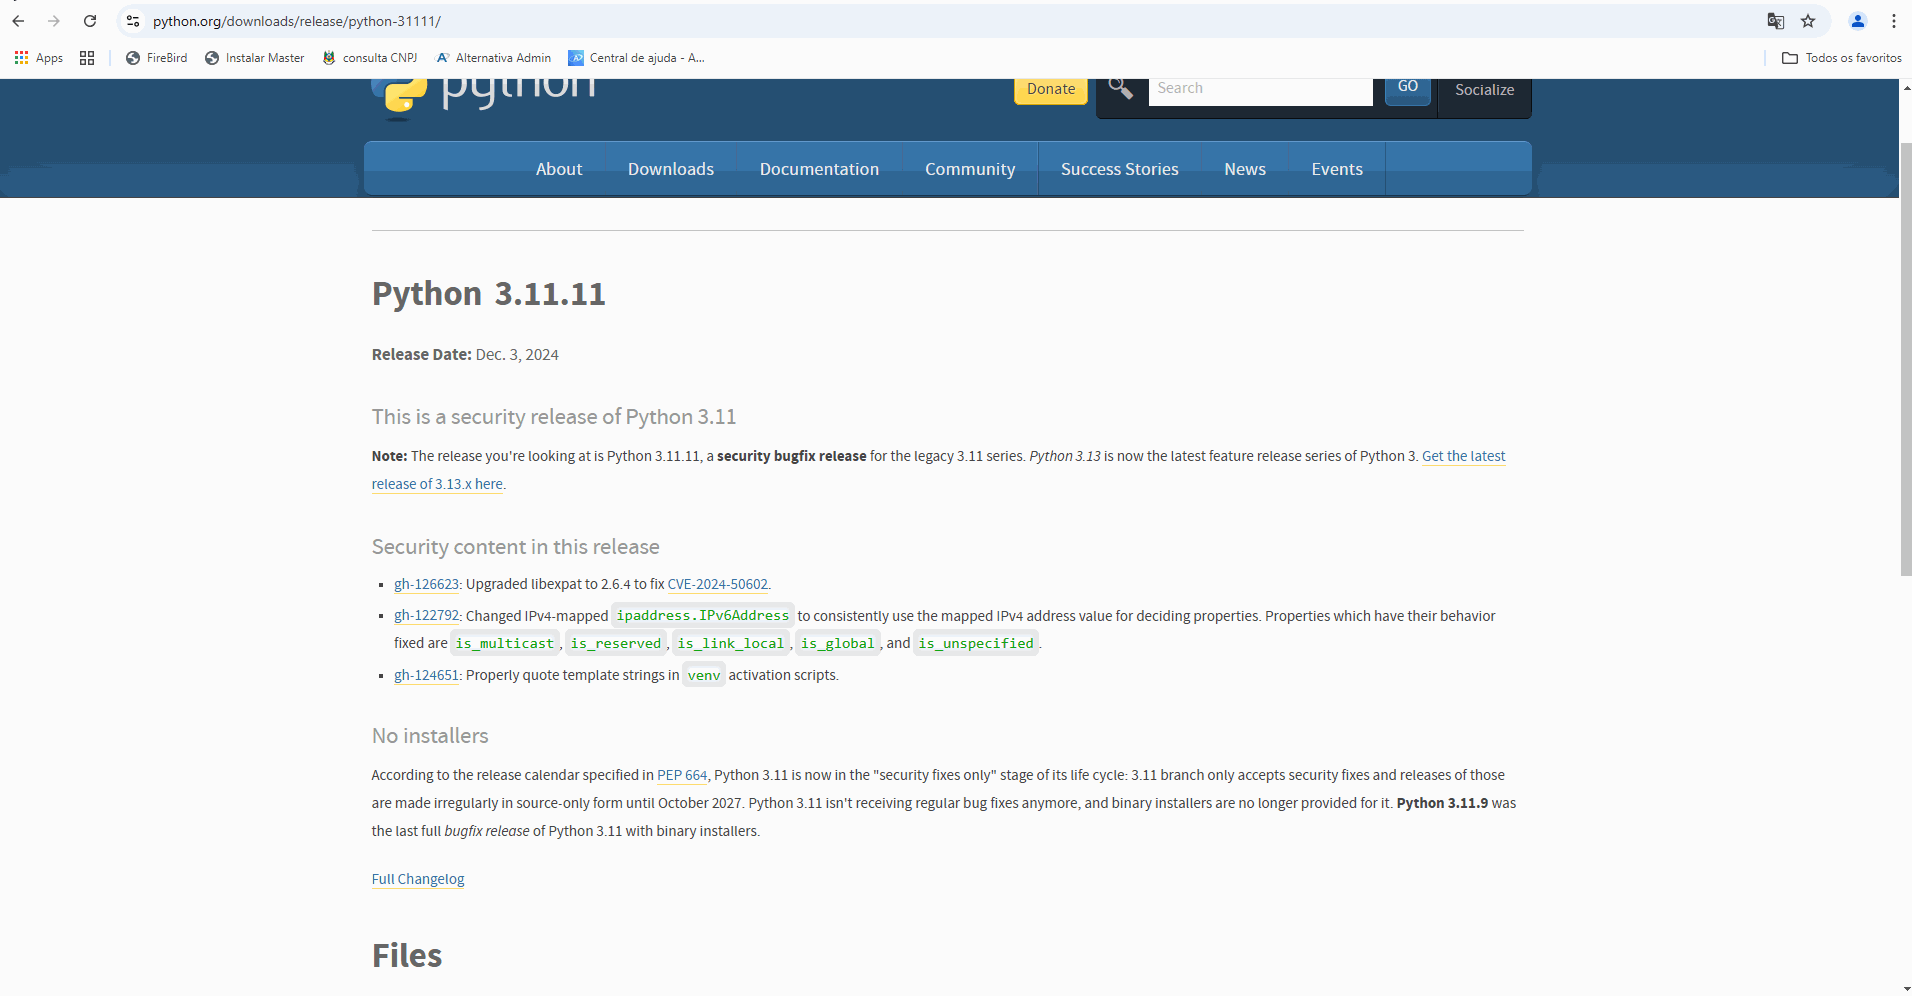 python.org/downloads/release/python-31111/
Apps FireBird Instalar Master consulta CNPJ Alternativa Admin Central de ajuda - A... Todos os favoritos
python Donate Search GO Socialize
About Downloads Documentation Community Success Stories News Events
Python 3.11.11
Release Date: Dec. 3, 2024
This is a security release of Python 3.11
Note: The release you're looking at is Python 3.11.11, a security bugfix release for the legacy 3.11 series. Python 3.13 is now the latest feature release series of Python 3. Get the latest
release of 3.13.x here.
Security content in this release
gh-126623: Upgraded libexpat to 2.6.4 to fix CVE-2024-50602.
gh-122792: Changed IPv4-mapped ipaddress.IPv6Address to consistently use the mapped IPv4 address value for deciding properties. Properties which have their behavior
fixed are is_multicast, is_reserved, is_link_local, is_global, and is_unspecified.
gh-124651: Properly quote template strings in venv activation scripts.
No installers
According to the release calendar specified in PEP 664, Python 3.11 is now in the "security fixes only" stage of its life cycle: 3.11 branch only accepts security fixes and releases of those
are made irregularly in source-only form until October 2027. Python 3.11 isn't receiving regular bug fixes anymore, and binary installers are no longer provided for it. Python 3.11.9 was
the last full bugfix release of Python 3.11 with binary installers.
Full Changelog
Files